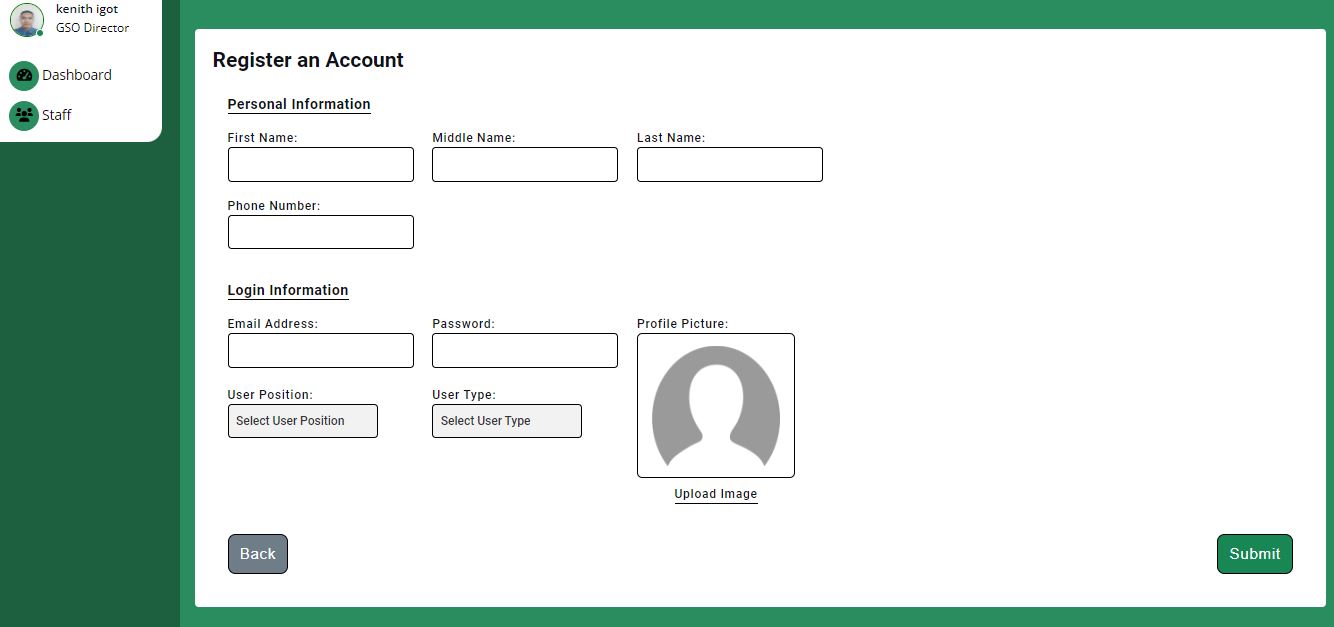 kenith igot
GSO Director
Dashboard
Staff
Register an Account
Personal Information
First Name: Middle Name: Last Name:
Phone Number:
Login Information
Email Address: Password: Profile Picture:
User Position: User Type:
Select User Position Select User Type
Upload Image
Back Submit